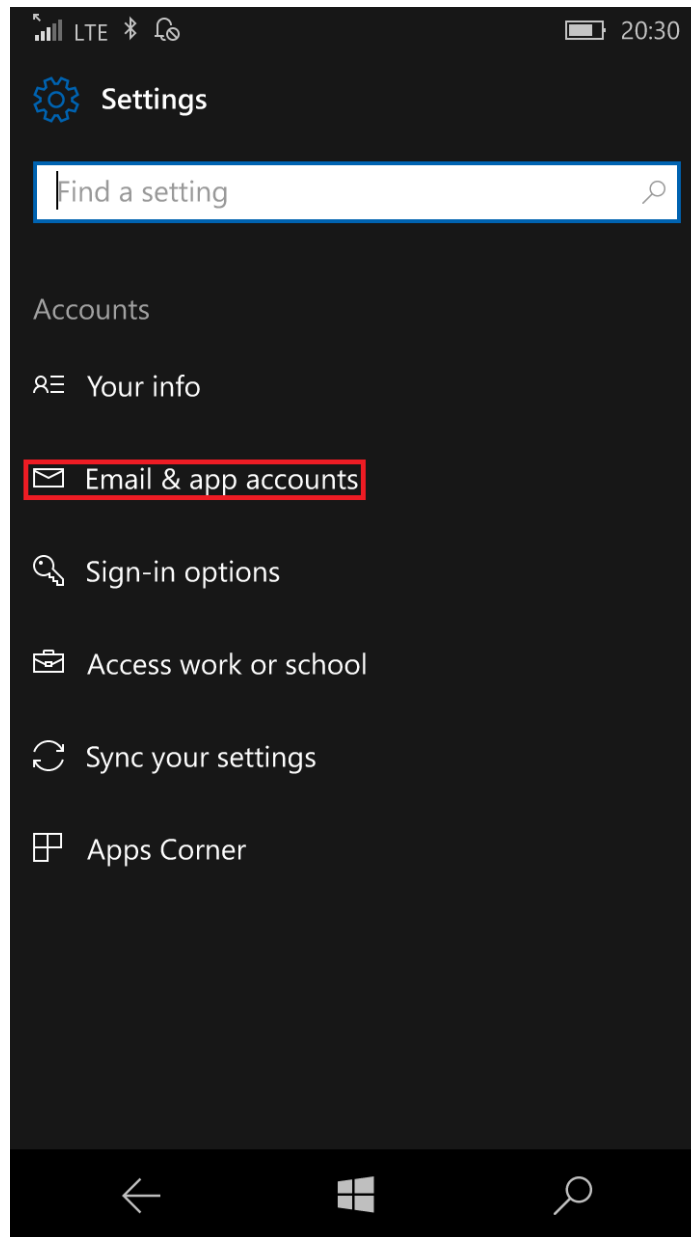 LTE 20:30
Settings
Find a setting
Accounts
Your info
Email & app accounts
Sign-in options
Access work or school
Sync your settings
Apps Corner